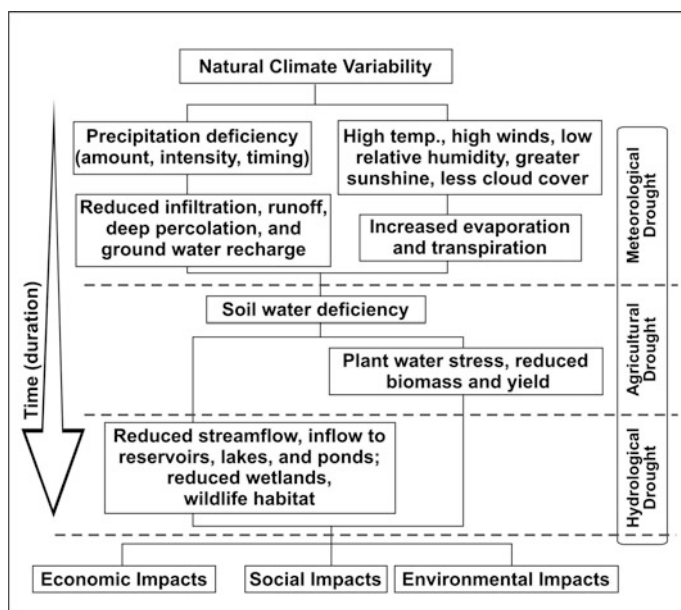 Natural Climate Variability
Precipitation deficiency
(amount, intensity, timing)
High temp., high winds, low
relative humidity, greater
sunshine, less cloud cover
Reduced infiltration, runoff,
deep percolation, and
ground water recharge
Increased evaporation
and transpiration
Meteorological
Drought
Soil water deficiency
Plant water stress, reduced
biomass and yield
Agricultural
Drought
Time (duration)
Reduced streamflow, inflow to
reservoirs, lakes, and ponds;
reduced wetlands,
wildlife habitat
Hydrological
Drought
Economic Impacts
Social Impacts
Environmental Impacts